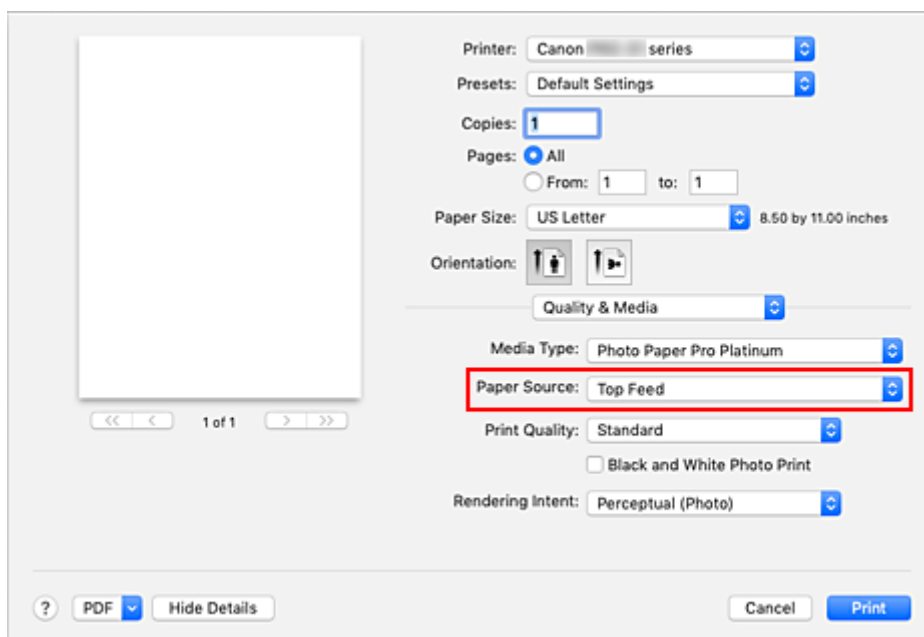 Printer: Canon series
Presets: Default Settings
Copies: 1
Pages: All
From: 1 to: 1
Paper Size: US Letter 8.50 by 11.00 inches
Orientation:
Quality & Media
Media Type: Photo Paper Pro Platinum
Paper Source: Top Feed
1 of 1
Print Quality: Standard
Black and White Photo Print
Rendering Intent: Perceptual (Photo)
? PDF Hide Details Cancel Print